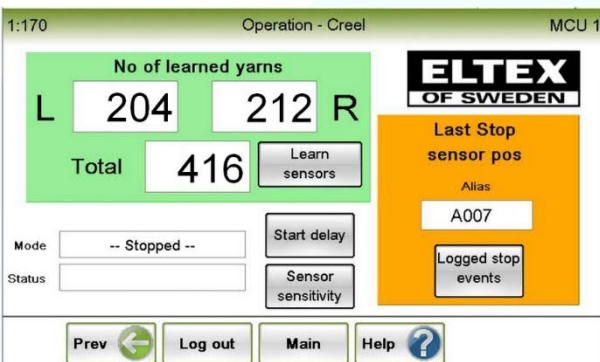 1:170 Operation - Creel MCU 1
No of learned yarns
L 204 212 R
Total 416
Learn
sensors
ELTEX
OF SWEDEN
Last Stop
sensor pos
Alias
A007
Logged stop
events
Mode -- Stopped --
Status
Start delay
Sensor
sensitivity
Prev Log out Main Help ?